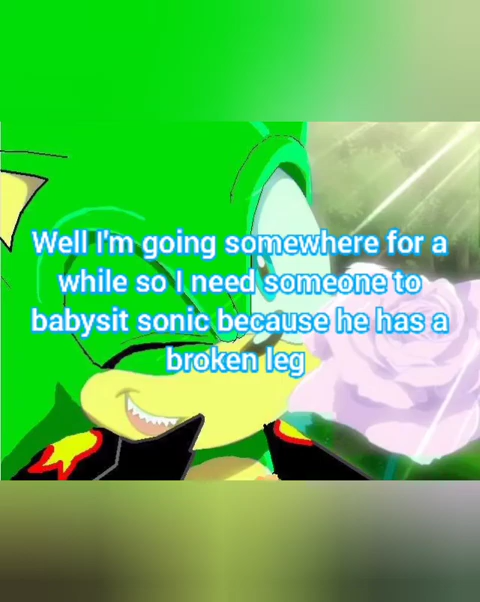 Well I'm going somewhere for a
while so I need someone to
babysit sonic because he has a
broken leg